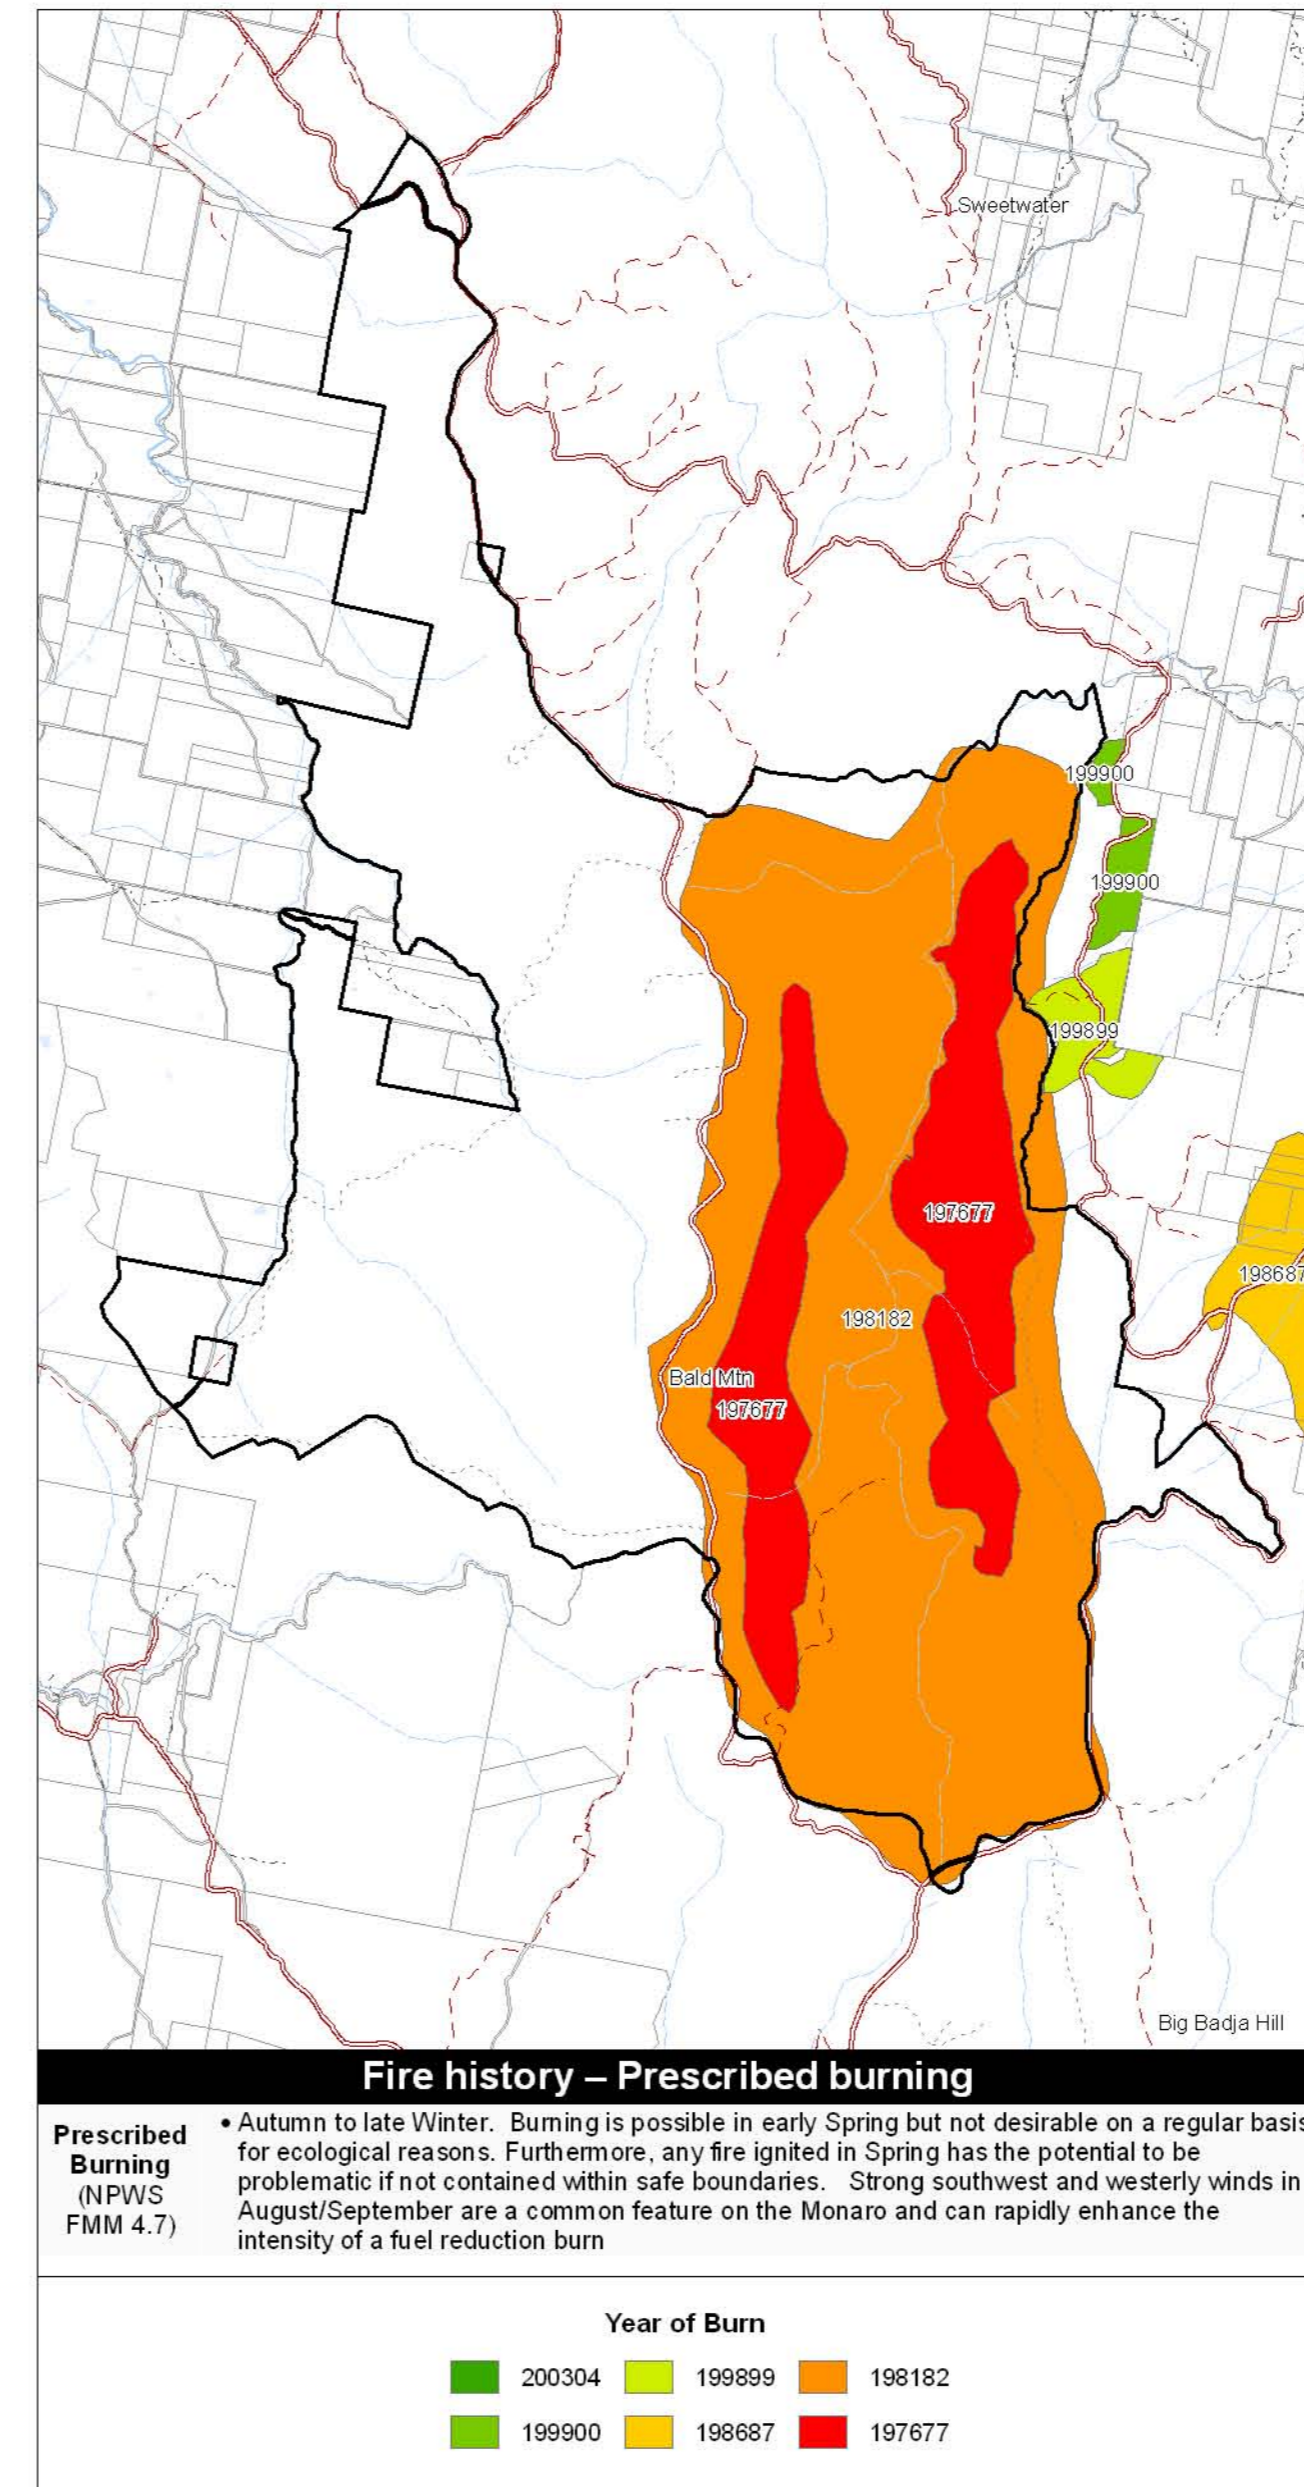 Sweetwater
199900
199900
199899
197677
198687
198182
Bald Mtn
197677
Big Badja Hill
Fire history – Prescribed burning
Prescribed
Burning
(NPWS
FMM 4.7)
• Autumn to late Winter. Burning is possible in early Spring but not desirable on a regular basis
for ecological reasons. Furthermore, any fire ignited in Spring has the potential to be
problematic if not contained within safe boundaries. Strong southwest and westerly winds in
August/September are a common feature on the Monaro and can rapidly enhance the
intensity of a fuel reduction burn
Year of Burn
200304 199899 198182
199900 198687 197677